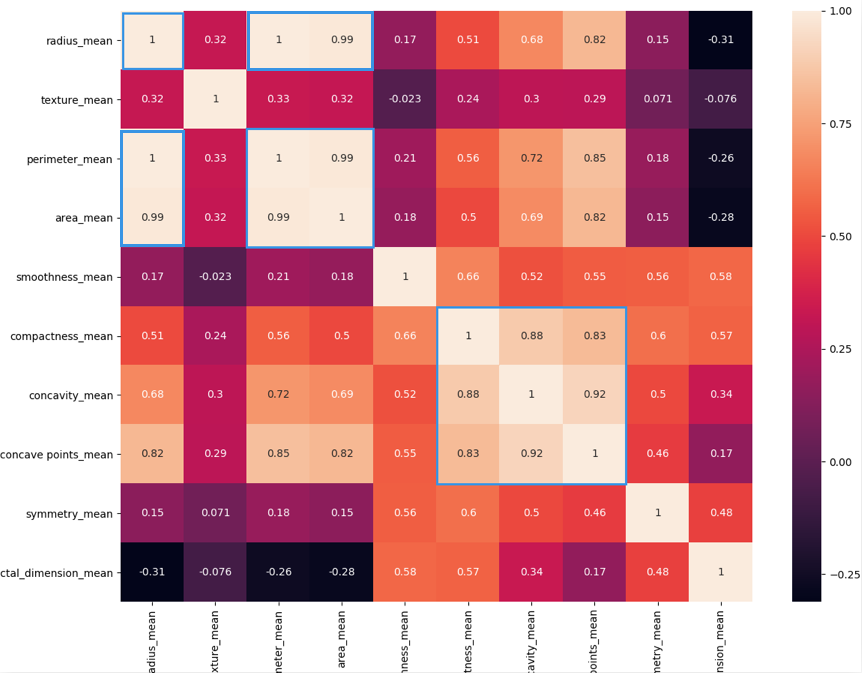 radius_mean 1 0.32 1 0.99 0.17 0.51 0.68 0.82 0.15 -0.31
texture_mean 0.32 1 0.33 0.32 -0.023 0.24 0.3 0.29 0.071 -0.076
perimeter_mean 1 0.33 1 0.99 0.21 0.56 0.72 0.85 0.18 -0.26
area_mean 0.99 0.32 0.99 1 0.18 0.5 0.69 0.82 0.15 -0.28
smoothness_mean 0.17 -0.023 0.21 0.18 1 0.66 0.52 0.55 0.56 0.58
compactness_mean 0.51 0.24 0.56 0.5 0.66 1 0.88 0.83 0.6 0.57
concavity_mean 0.68 0.3 0.72 0.69 0.52 0.88 1 0.92 0.5 0.34
concave points_mean 0.82 0.29 0.85 0.82 0.55 0.83 0.92 1 0.46 0.17
symmetry_mean 0.15 0.071 0.18 0.15 0.56 0.6 0.5 0.46 1 0.48
ctal_dimension_mean -0.31 -0.076 -0.26 -0.28 0.58 0.57 0.34 0.17 0.48 1
adius_mean
xture_mean
meter_mean
area_mean
nness_mean
tness_mean
cavity_mean
points_mean
metry_mean
nsion_mean
1.00
0.75
0.50
0.25
0.00
−0.25